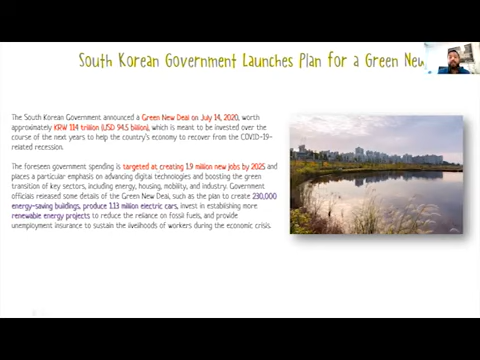 South Korean Government Launches Plan for a Green New
The South Korean Government announced a Green New Deal on July 14, 2020, worth
approximately KRW 114 trillion (USD 94.5 billion), which is meant to be invested over the
course of the next years to help the country's economy to recover from the COVID-19-
related recession.
The foreseen government spending is targeted at creating 1.9 million new jobs by 2025 and
places a particular emphasis on advancing digital technologies and boosting the green
transition of key sectors, including energy, housing, mobility, and industry. Government
officials released some details of the Green New Deal, such as the plan to create 230,000
energy-saving buildings, produce 1.13 million electric cars, invest in establishing more
renewable energy projects to reduce the reliance on fossil fuels, and provide
unemployment insurance to sustain the livelihoods of workers during the economic crisis.